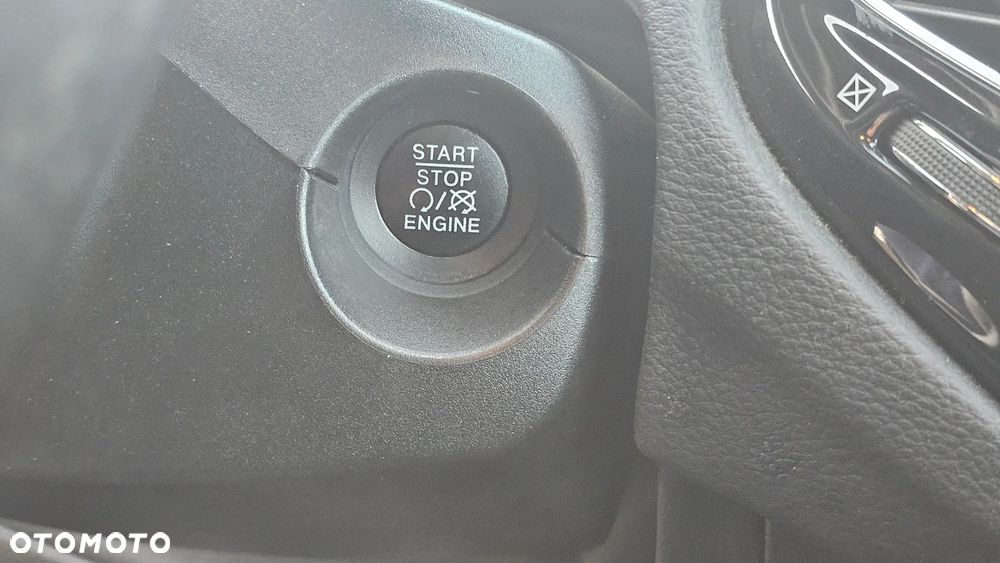 START
STOP
/
ENGINE
OTOMOTO